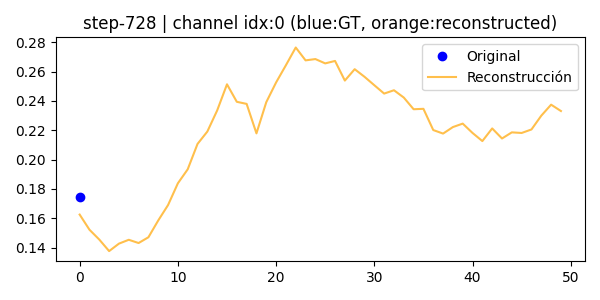 step-728 | channel idx:0 (blue:GT, orange:reconstructed)
Original
Reconstrucción
0.28
0.26
0.24
0.22
0.20
0.18
0.16
0.14
0 10 20 30 40 50